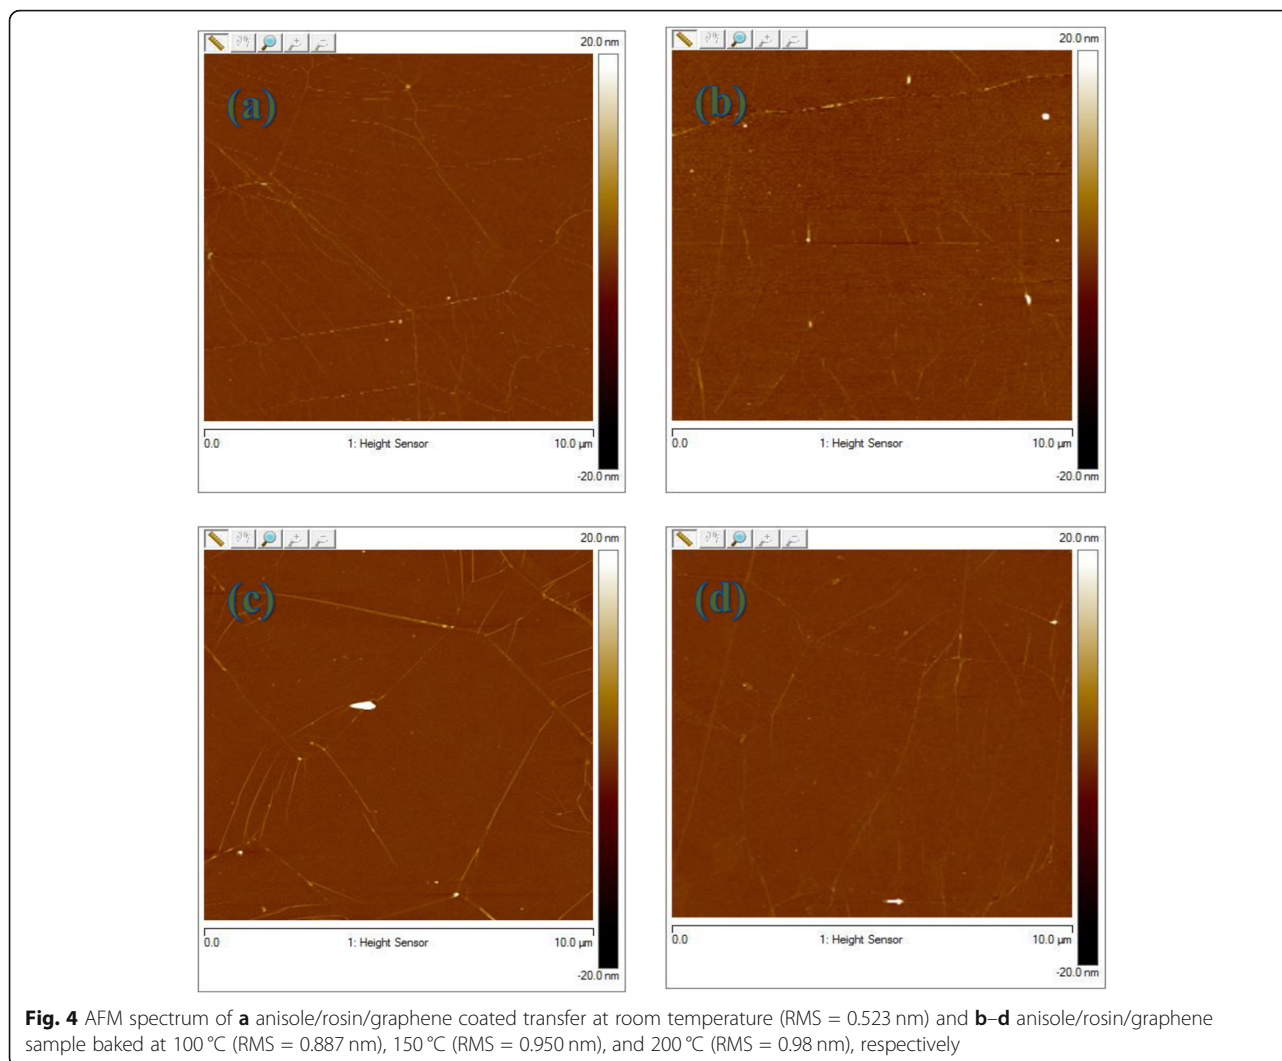 20.0 nm
(a)
0.0 1: Height Sensor 10.0 µm
-20.0 nm
20.0 nm
(b)
0.0 1: Height Sensor 10.0 µm
-20.0 nm
20.0 nm
(c)
0.0 1: Height Sensor 10.0 µm
-20.0 nm
20.0 nm
(d)
0.0 1: Height Sensor 10.0 µm
-20.0 nm
Fig. 4 AFM spectrum of a anisole/rosin/graphene coated transfer at room temperature (RMS = 0.523 nm) and b–d anisole/rosin/graphene
sample baked at 100 °C (RMS = 0.887 nm), 150 °C (RMS = 0.950 nm), and 200 °C (RMS = 0.98 nm), respectively